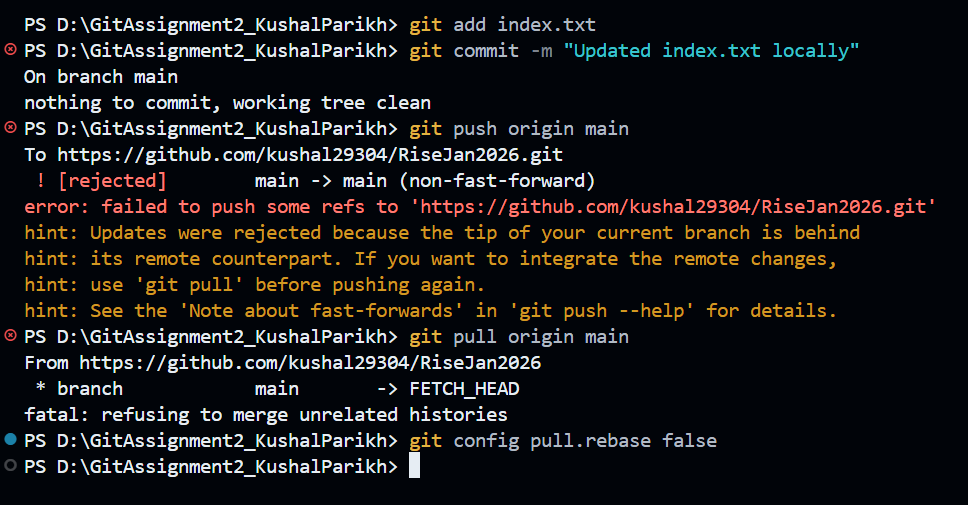 PS D:\GitAssignment2_KushalParikh> git add index.txt
PS D:\GitAssignment2_KushalParikh> git commit -m "Updated index.txt locally"
On branch main
nothing to commit, working tree clean
PS D:\GitAssignment2_KushalParikh> git push origin main
To https://github.com/kushal29304/RiseJan2026.git
 ! [rejected]        main -> main (non-fast-forward)
error: failed to push some refs to 'https://github.com/kushal29304/RiseJan2026.git'
hint: Updates were rejected because the tip of your current branch is behind
hint: its remote counterpart. If you want to integrate the remote changes,
hint: use 'git pull' before pushing again.
hint: See the 'Note about fast-forwards' in 'git push --help' for details.
PS D:\GitAssignment2_KushalParikh> git pull origin main
From https://github.com/kushal29304/RiseJan2026
 * branch            main       -> FETCH_HEAD
fatal: refusing to merge unrelated histories
PS D:\GitAssignment2_KushalParikh> git config pull.rebase false
PS D:\GitAssignment2_KushalParikh>